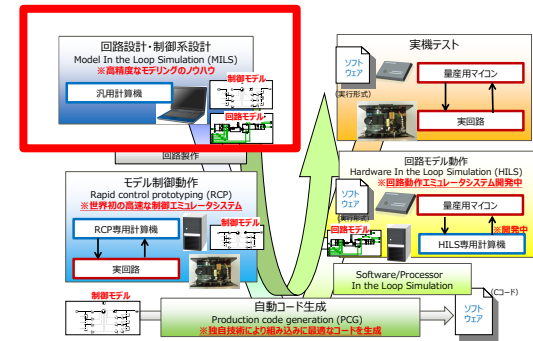 回路設計・制御系設計
Model In the Loop Simulation (MILS)
※高精度なモデリングのノウハウ
制御モデル
汎用計算機
回路モデル
回路製作
モデル制御動作
Rapid control prototyping (RCP)
※世界初の高速な制御エミュレータシステム
RCP専用計算機
制御モデル
実回路
制御モデル
自動コード生成
Production code generation (PCG)
※独自技術により組み込みに最適なコードを生成
(Cコード)
ソフト
ウェア
Software/Processor
In the Loop Simulation
回路モデル動作
Hardware In the Loop Simulation (HILS)
※回路動作エミュレータシステム開発中
ソフト
ウェア
(実行形式)
量産用マイコン
回路モデル
※開発中
HILS専用計算機
実機テスト
ソフト
ウェア
(実行形式)
量産用マイコン
実回路